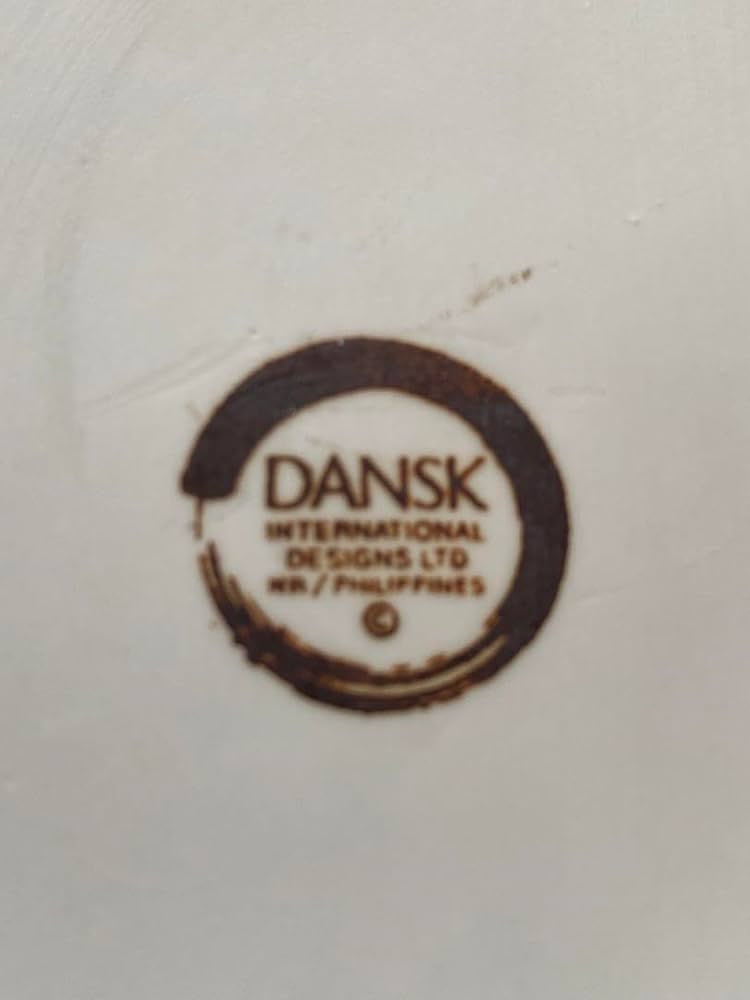 DANSK
INTERNATIONAL
DESIGNS LTD
/ PHILIPPINES
©